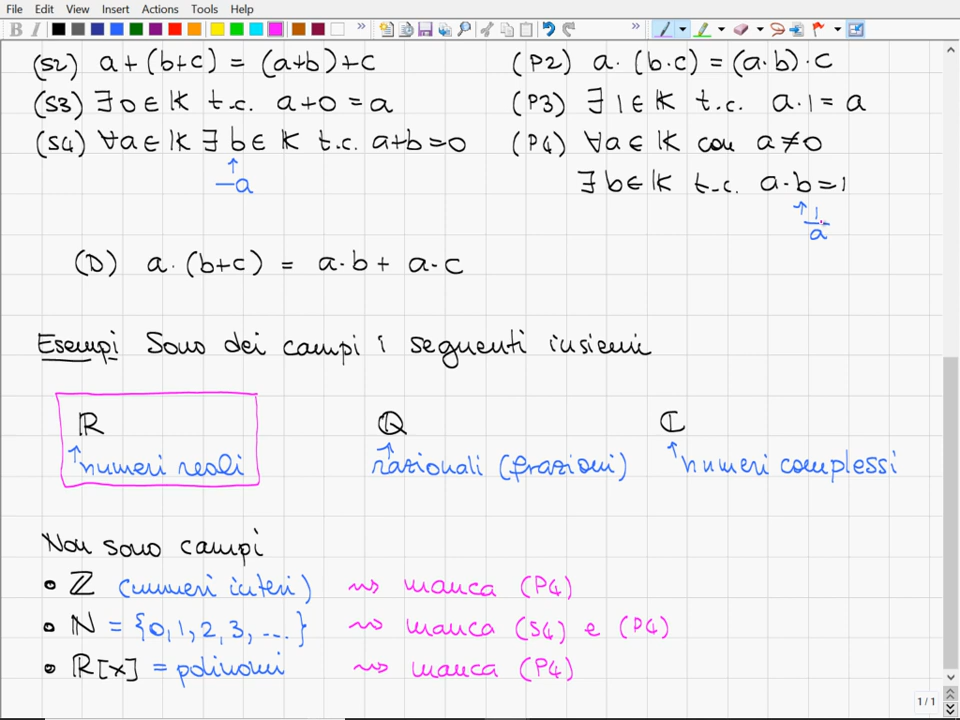 File Edit View Insert Actions Tools Help
(S2) a+(b+c) = (a+b)+c
(P2) a·(b·c) = (a·b)·c
(S3) ∃ 0 ∈ 𝕂 t.c. a+0 = a
(P3) ∃ 1 ∈ 𝕂 t.c. a·1 = a
(S4) ∀a ∈ 𝕂 ∃ b ∈ 𝕂 t.c. a+b=0
(P4) ∀a ∈ 𝕂 con a≠0
↑
-a
∃ b ∈ 𝕂 t.c. a·b=1
↑ 1/a
(D) a·(b+c) = a·b + a·c
Esempi Sono dei campi i seguenti insiemi
ℝ ℚ ℂ
↑ numeri reali ↑ razionali (frazioni) ↑ numeri complessi
Non sono campi
• ℤ (numeri interi) ⇝ manca (P4)
• ℕ = {0, 1, 2, 3, ....} ⇝ manca (S4) e (P4)
• ℝ[x] = polinomi ⇝ manca (P4)
1/1